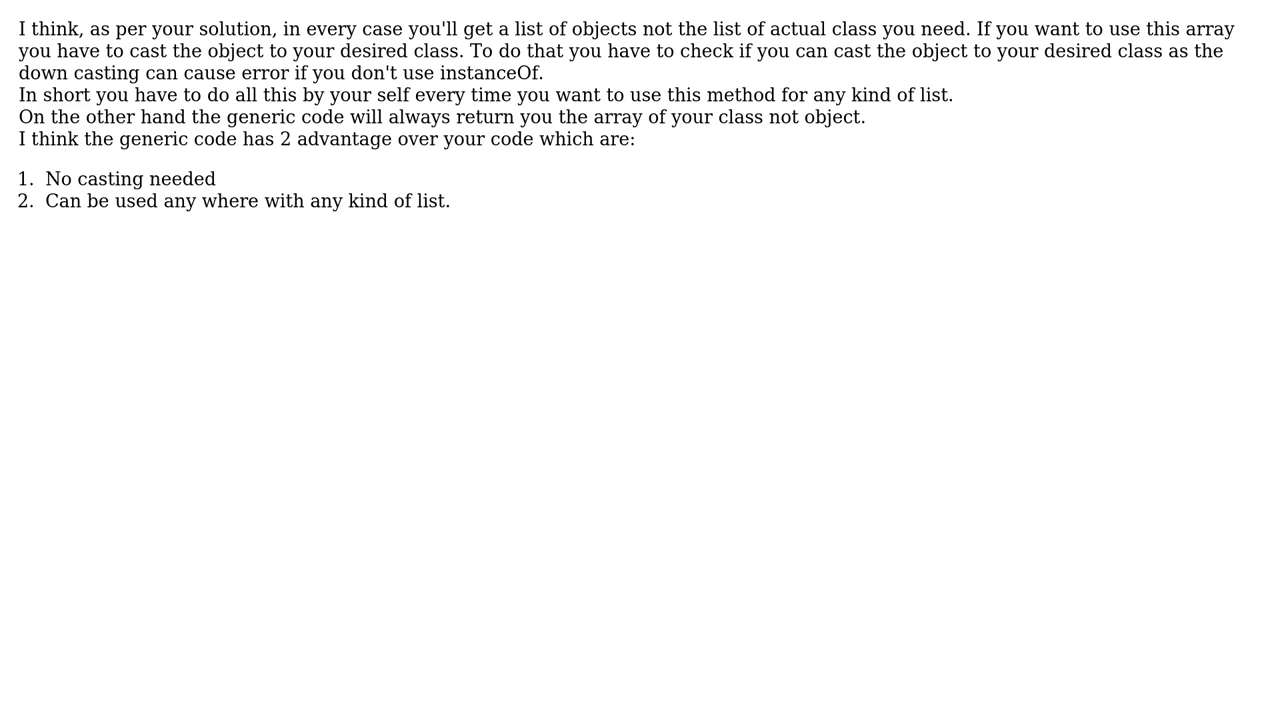 I think, as per your solution, in every case you'll get a list of objects not the list of actual class you need. If you want to use this array
you have to cast the object to your desired class. To do that you have to check if you can cast the object to your desired class as the
down casting can cause error if you don't use instanceOf.
In short you have to do all this by your self every time you want to use this method for any kind of list.
On the other hand the generic code will always return you the array of your class not object.
I think the generic code has 2 advantage over your code which are:
1. No casting needed
2. Can be used any where with any kind of list.